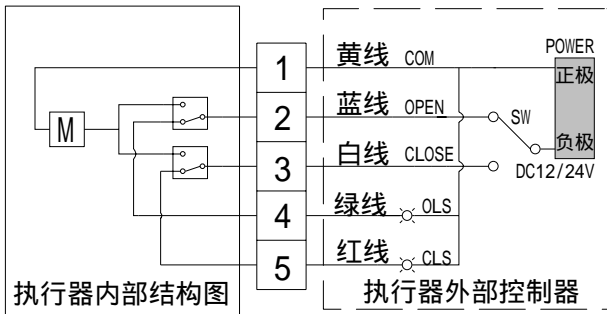 POWER
1 黄线 COM 正极
2 蓝线 OPEN SW
M
负极
3 白线 CLOSE DC12/24V
4 绿线 OLS
5 红线 CLS
执行器内部结构图 执行器外部控制器